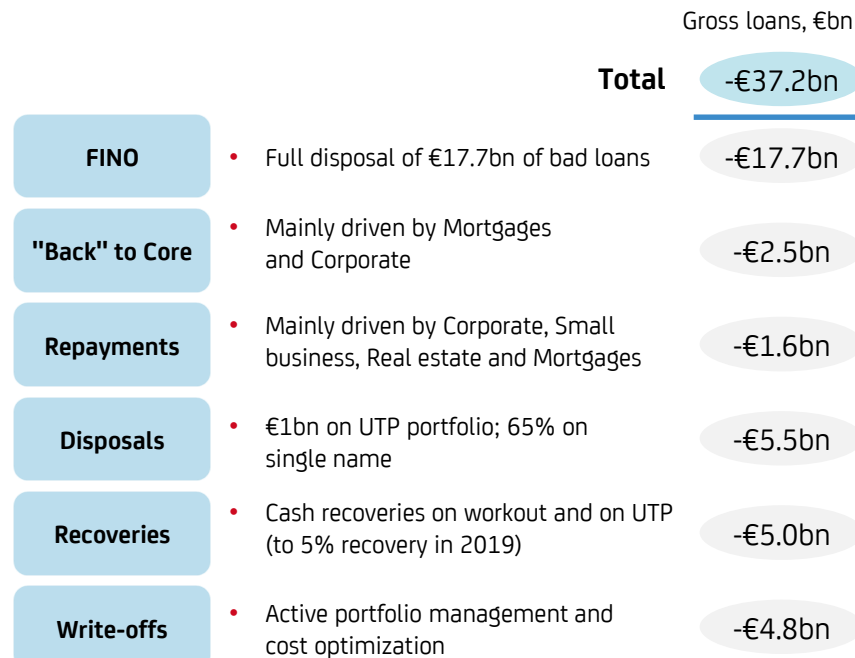 Gross loans, €bn
Total -€37.2bn
FINO • Full disposal of €17.7bn of bad loans -€17.7bn
"Back" to Core • Mainly driven by Mortgages
and Corporate -€2.5bn
Repayments • Mainly driven by Corporate, Small
business, Real estate and Mortgages -€1.6bn
Disposals • €1bn on UTP portfolio; 65% on
single name -€5.5bn
Recoveries • Cash recoveries on workout and on UTP
(to 5% recovery in 2019) -€5.0bn
Write-offs • Active portfolio management and
cost optimization -€4.8bn